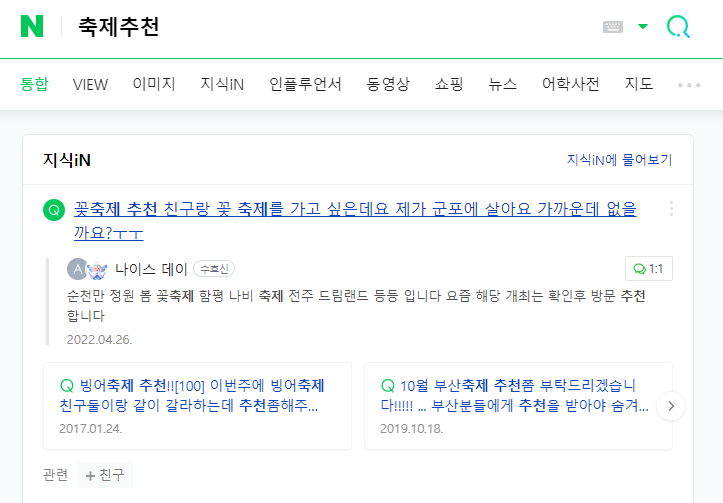 N 축제추천
통합 VIEW 이미지 지식iN 인플루언서 동영상 쇼핑 뉴스 어학사전 지도
지식iN 지식iN에 물어보기
Q 꽃축제 추천 친구랑 꽃 축제를 가고 싶은데요 제가 군포에 살아요 가까운데 없을
까요?ㅜㅜ
A 나이스 데이 수호신 1:1
순천만 정원 봄 꽃축제 함평 나비 축제 전주 드림랜드 등등 입니다 요즘 해당 개최는 확인후 방문 추천
합니다
2022.04.26.
Q 빙어축제 추천!![100] 이번주에 빙어축제
친구둘이랑 같이 갈라하는데 추천좀해주...
2017.01.24.
Q 10월 부산축제 추천쫌 부탁드리겠습니
다!!!!! ... 부산분들에게 추천을 받아야 숨겨...
2019.10.18.
관련 + 친구